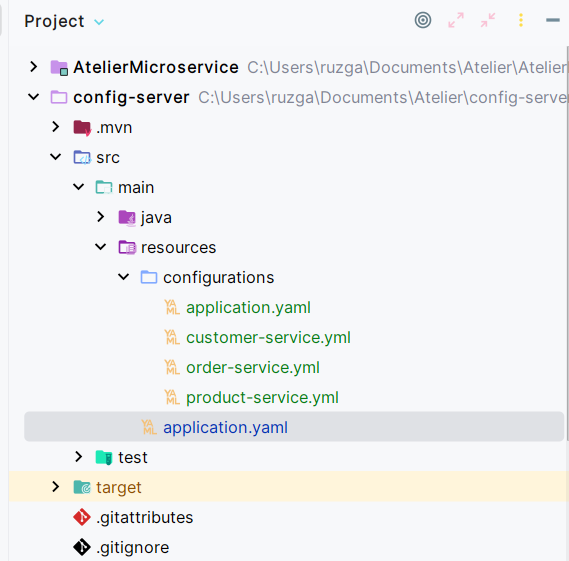 Project
AtelierMicroservice C:\Users\ruzga\Documents\Atelier\Atelier
config-server C:\Users\ruzga\Documents\Atelier\config-serve
.mvn
src
main
java
resources
configurations
application.yaml
customer-service.yml
order-service.yml
product-service.yml
application.yaml
test
target
.gitattributes
.gitignore